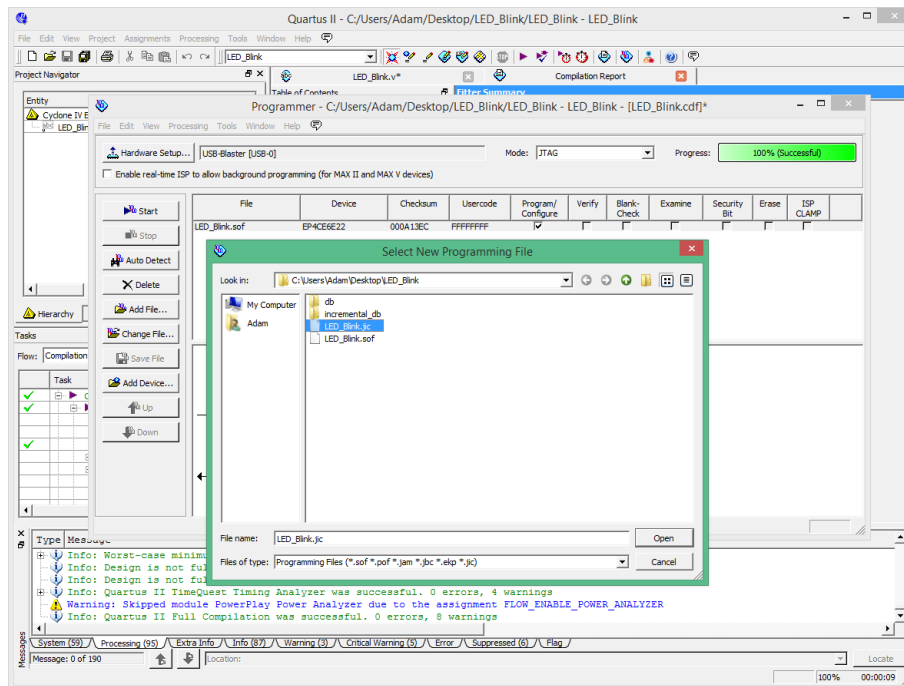 Quartus II - C:/Users/Adam/Desktop/LED_Blink/LED_Blink - LED_Blink
File Edit View Project Assignments Processing Tools Window Help
LED_Blink
Project Navigator
LED_Blink.v*
Compilation Report
Table of Contents
Fitter Summary
Entity
Cyclone IV E
Programmer - C:/Users/Adam/Desktop/LED_Blink/LED_Blink - LED_Blink - [LED_Blink.cdf]*
File Edit View Processing Tools Window Help
Hardware Setup...
USB-Blaster [USB-0]
Mode: JTAG
Progress: 100% (Successful)
Enable real-time ISP to allow background programming (for MAX II and MAX V devices)
File Device Checksum Usercode Program/Configure Verify Blank-Check Examine Security Bit Erase ISP CLAMP
LED_Blink.sof EP4CE6E22 000A13EC FFFFFFFF
Start
Stop
Auto Detect
Delete
Add File...
Change File...
Save File
Add Device...
Up
Down
Select New Programming File
Look in: C:\Users\Adam\Desktop\LED_Blink
My Computer
Adam
db
incremental_db
LED_Blink.jic
LED_Blink.sof
File name: LED_Blink.jic
Open
Files of type: Programming Files (*.sof *.pof *.jam *.jbc *.ekp *.jic)
Cancel
Hierarchy
Tasks
Flow: Compilation
Task
Type Message
Info: Worst-case minimu
Info: Design is not ful
Info: Design is not ful
Info: Quartus II TimeQuest Timing Analyzer was successful. 0 errors, 4 warnings
Warning: Skipped module PowerPlay Power Analyzer due to the assignment FLOW_ENABLE_POWER_ANALYZER
Info: Quartus II Full Compilation was successful. 0 errors, 8 warnings
System (59) Processing (95) Extra Info Info (87) Warning (3) Critical Warning (5) Error Suppressed (6) Flag
Messages
Message: 0 of 190
Location:
Locate
100% 00:00:09